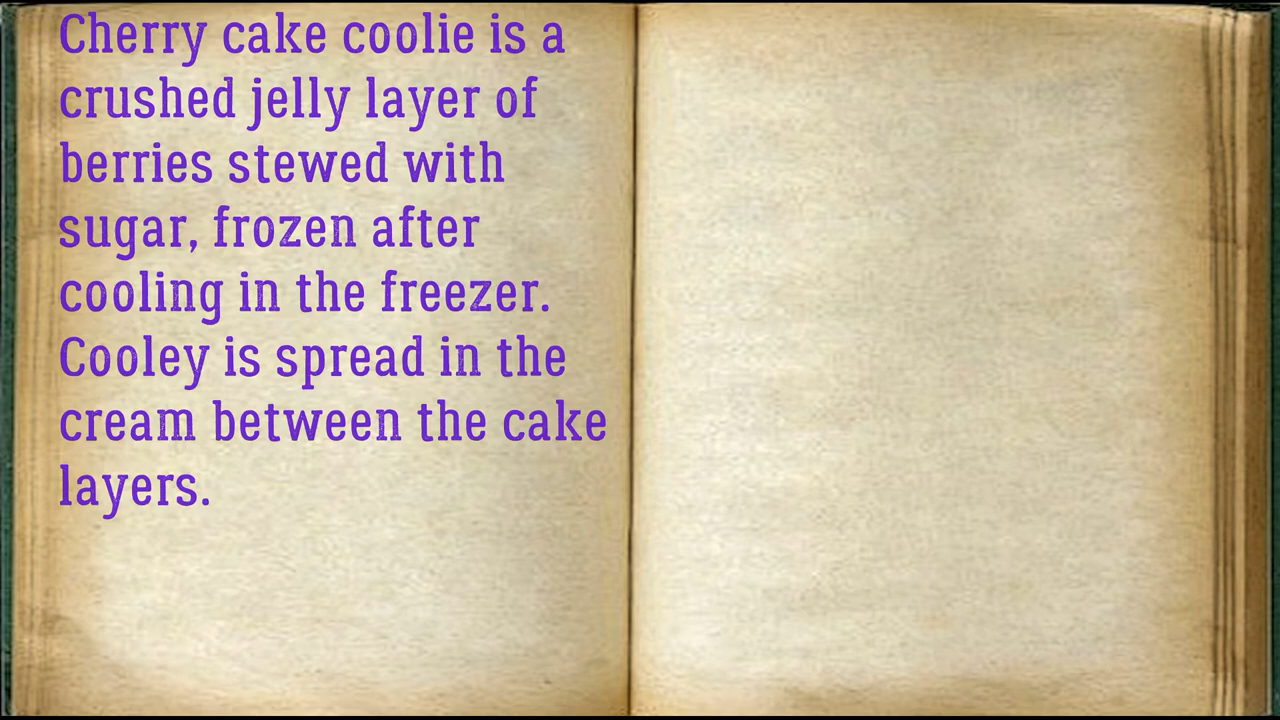 Cherry cake coolie is a
crushed jelly layer of
berries stewed with
sugar, frozen after
cooling in the freezer.
Cooley is spread in the
cream between the cake
layers.